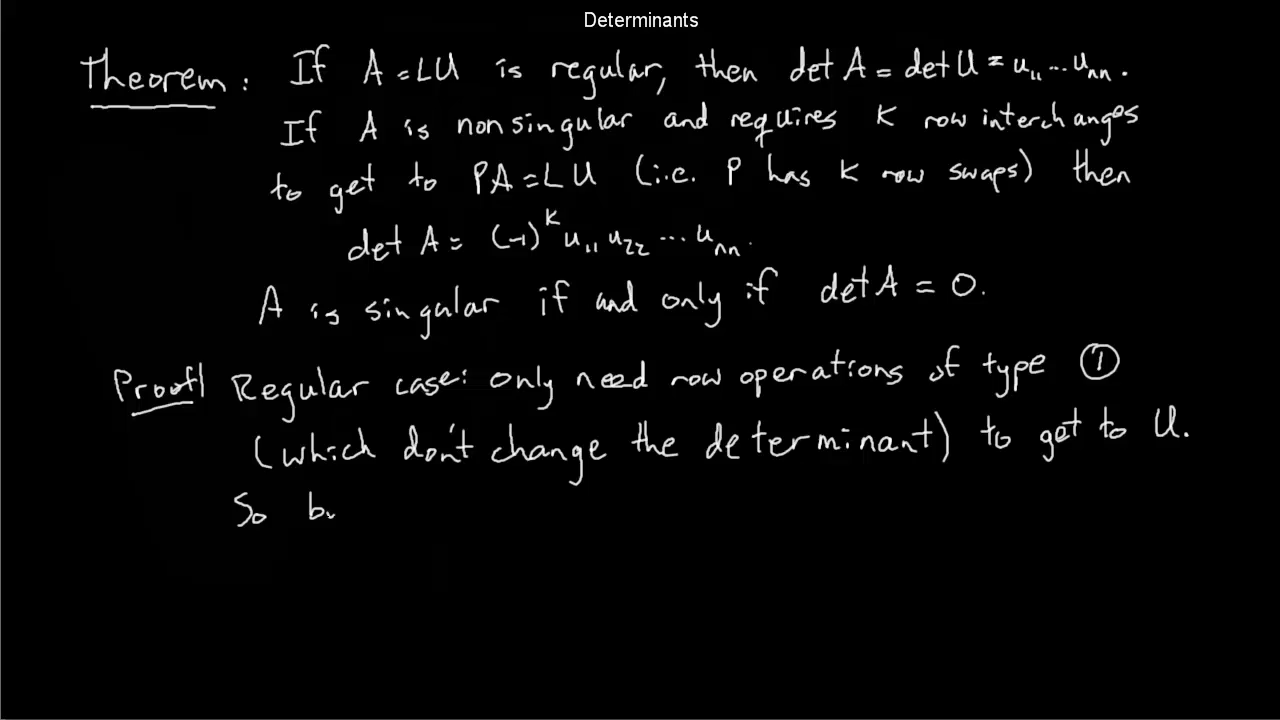 Determinants
Theorem: If A = LU is regular, then det A = det U = u₁₁ ... uₙₙ.
If A is nonsingular and requires K row interchanges
to get to PA = LU (i.e. P has K row swaps) then
det A = (-1)ᴷ u₁₁ u₂₂ ... uₙₙ.
A is singular if and only if det A = 0.
Proof| Regular case: only need row operations of type ①
(which don't change the determinant) to get to U.
So